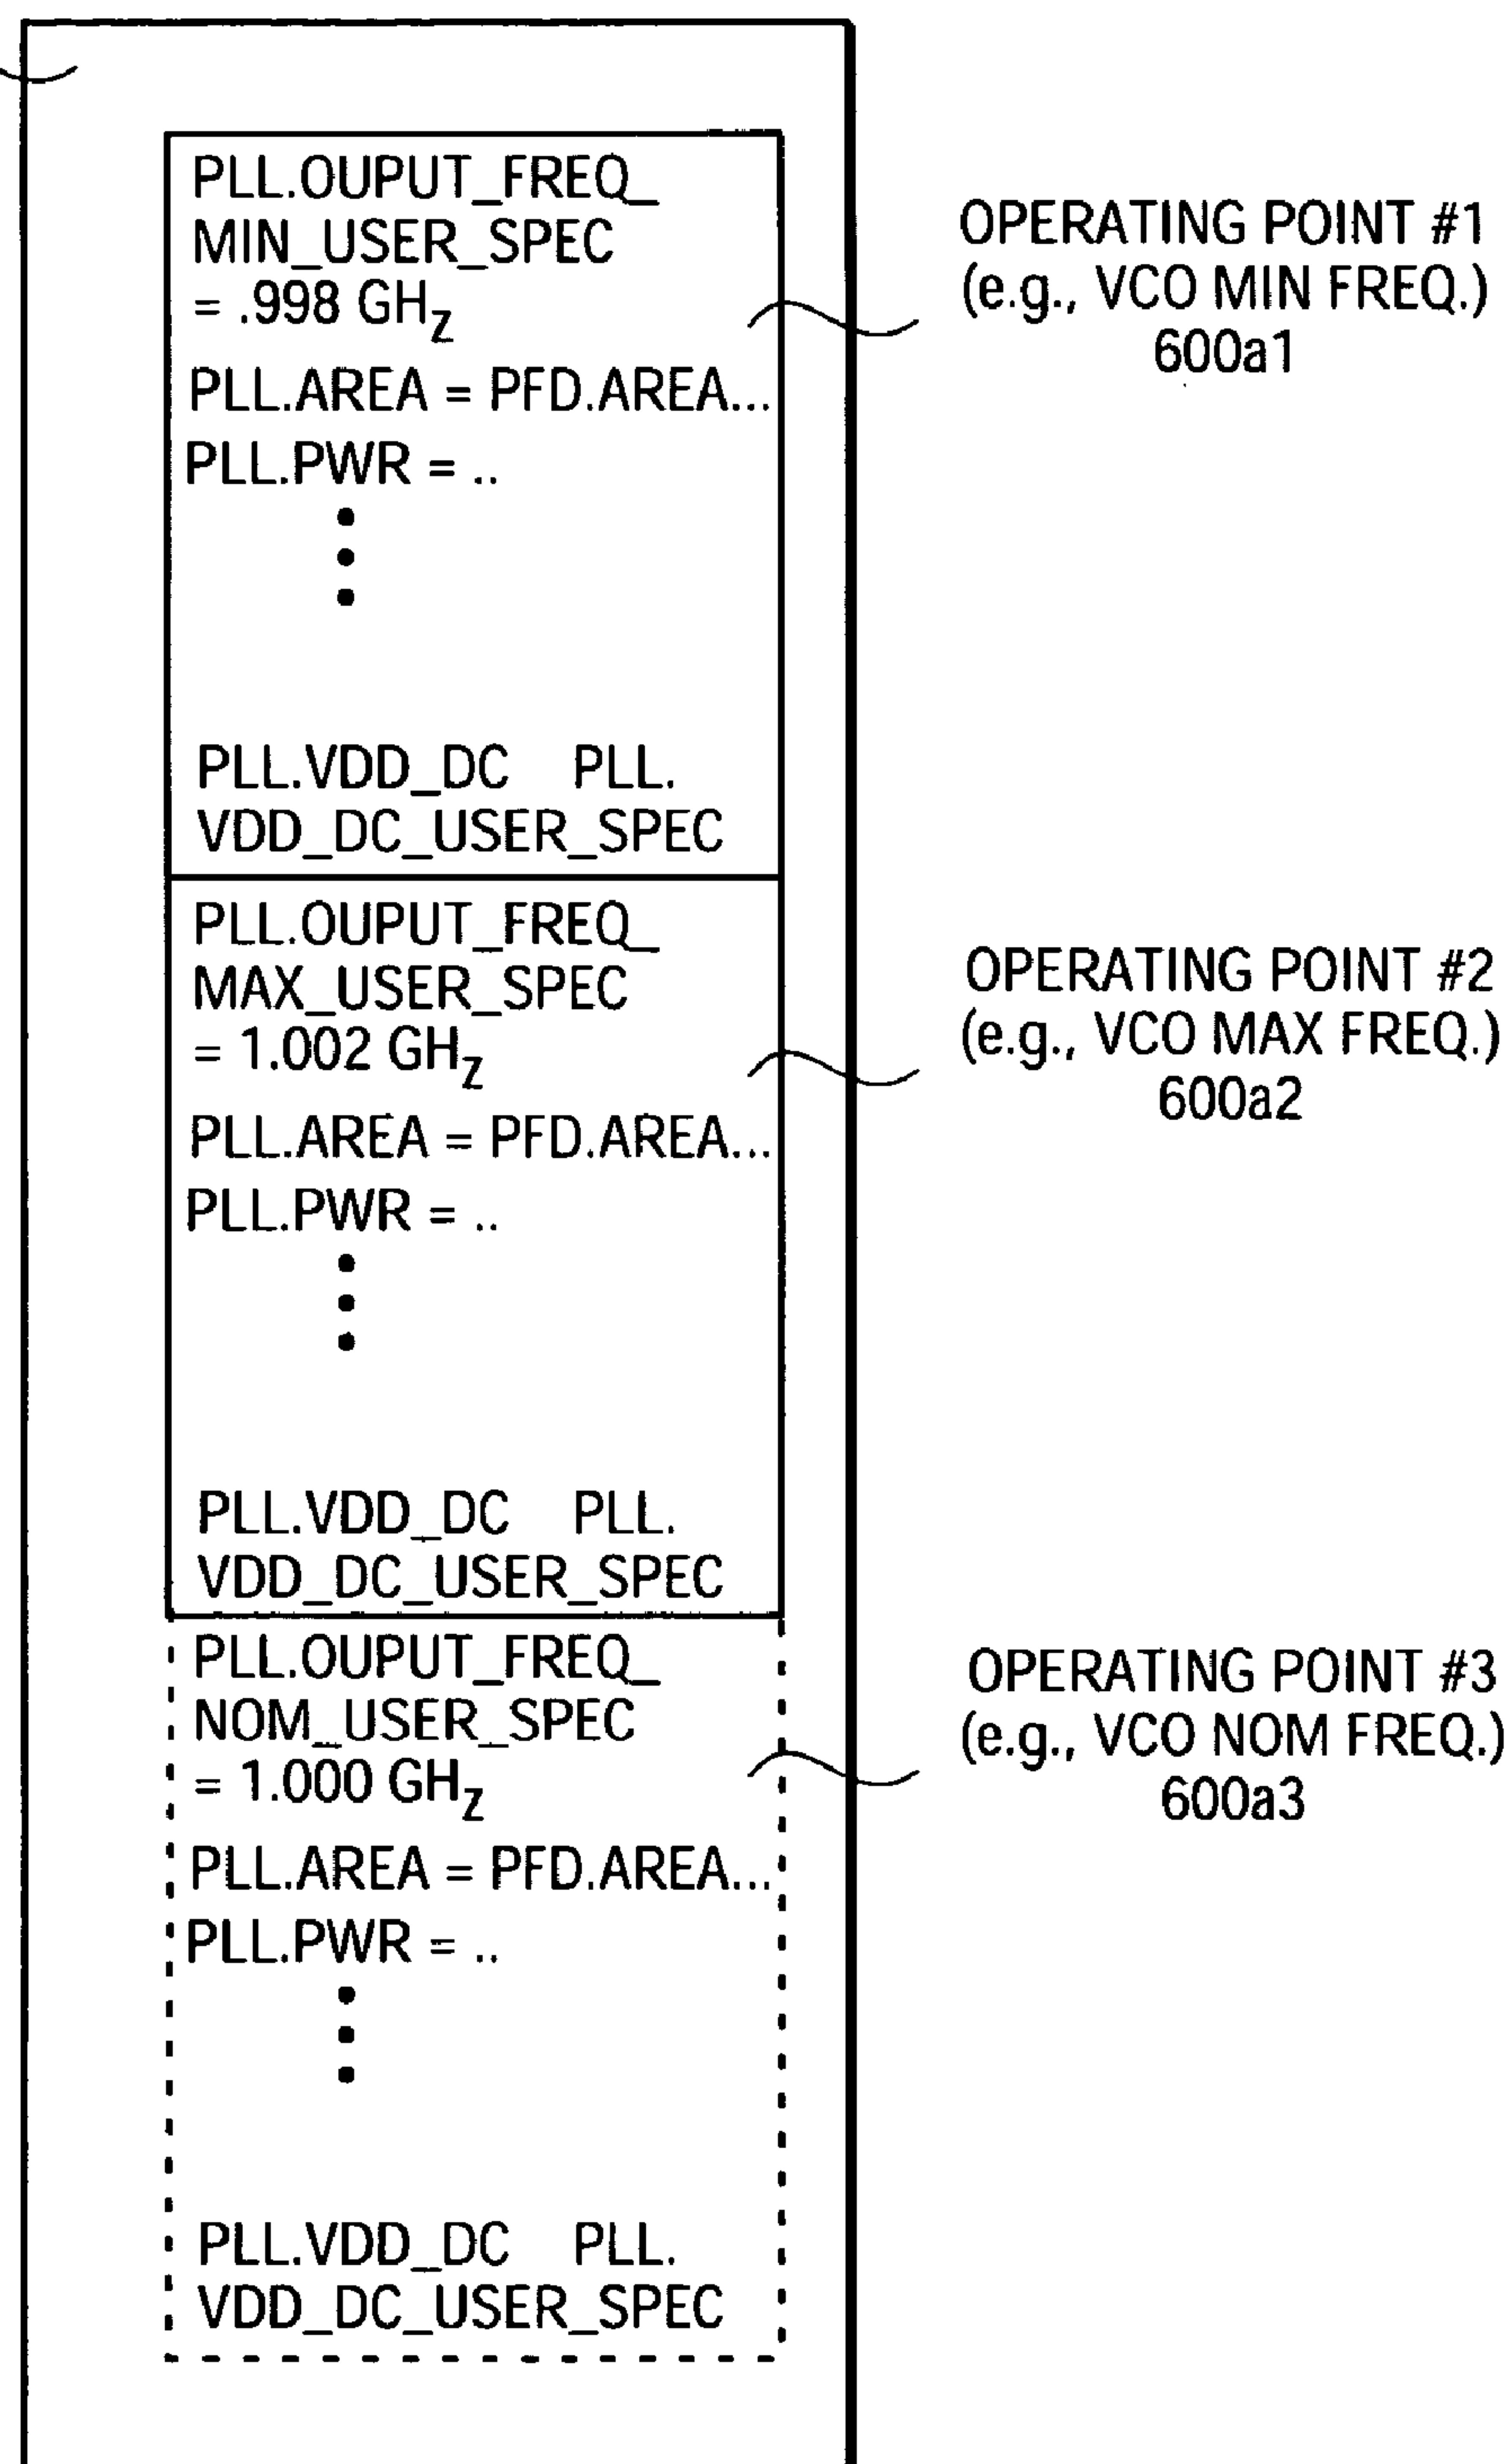 PLL.OUPUT_FREQ_
MIN_USER_SPEC
= .998 GHZ
PLL.AREA = PFD.AREA...
PLL.PWR = ..
PLL.VDD_DC PLL.
VDD_DC_USER_SPEC
OPERATING POINT #1
(e.g., VCO MIN FREQ.)
600a1
PLL.OUPUT_FREQ_
MAX_USER_SPEC
= 1.002 GHZ
PLL.AREA = PFD.AREA...
PLL.PWR = ..
PLL.VDD_DC PLL.
VDD_DC_USER_SPEC
OPERATING POINT #2
(e.g., VCO MAX FREQ.)
600a2
PLL.OUPUT_FREQ_
NOM_USER_SPEC
= 1.000 GHZ
PLL.AREA = PFD.AREA...
PLL.PWR = ..
PLL.VDD_DC PLL.
VDD_DC_USER_SPEC
OPERATING POINT #3
(e.g., VCO NOM FREQ.)
600a3